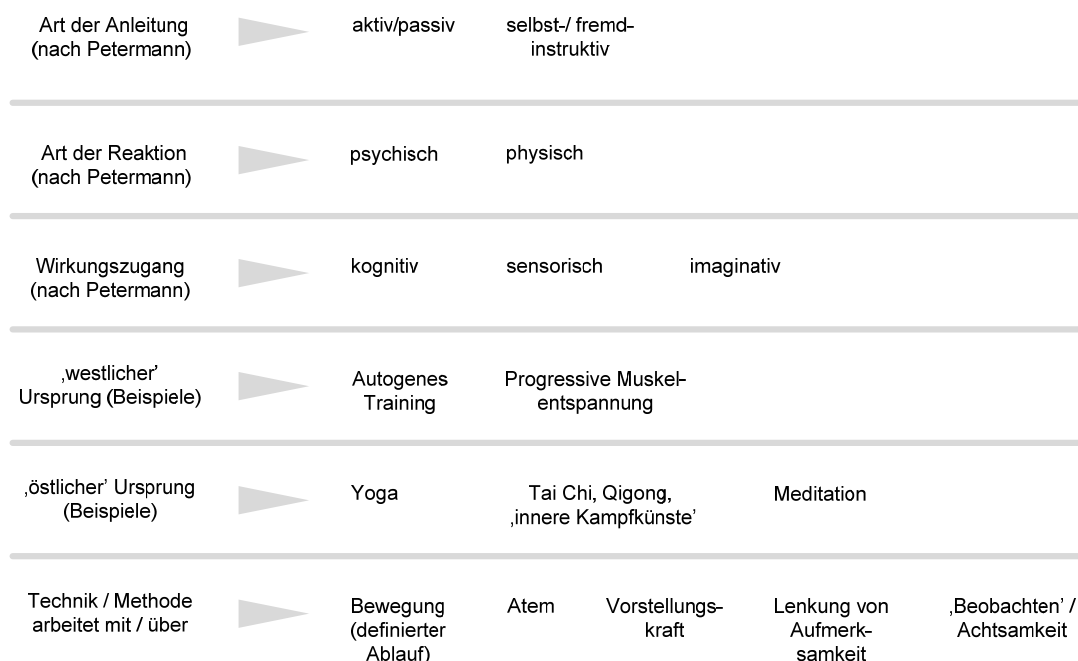 Art der Anleitung
(nach Petermann)
aktiv/passiv
selbst-/ fremd-
instruktiv
Art der Reaktion
(nach Petermann)
psychisch
physisch
Wirkungszugang
(nach Petermann)
kognitiv
sensorisch
imaginativ
‚westlicher’
Ursprung (Beispiele)
Autogenes
Training
Progressive Muskel-
entspannung
‚östlicher’ Ursprung
(Beispiele)
Yoga
Tai Chi, Qigong,
‚innere Kampfkünste’
Meditation
Technik / Methode
arbeitet mit / über
Bewegung
(definierter
Ablauf)
Atem
Vorstellungs-
kraft
Lenkung von
Aufmerk-
samkeit
‚Beobachten’ /
Achtsamkeit